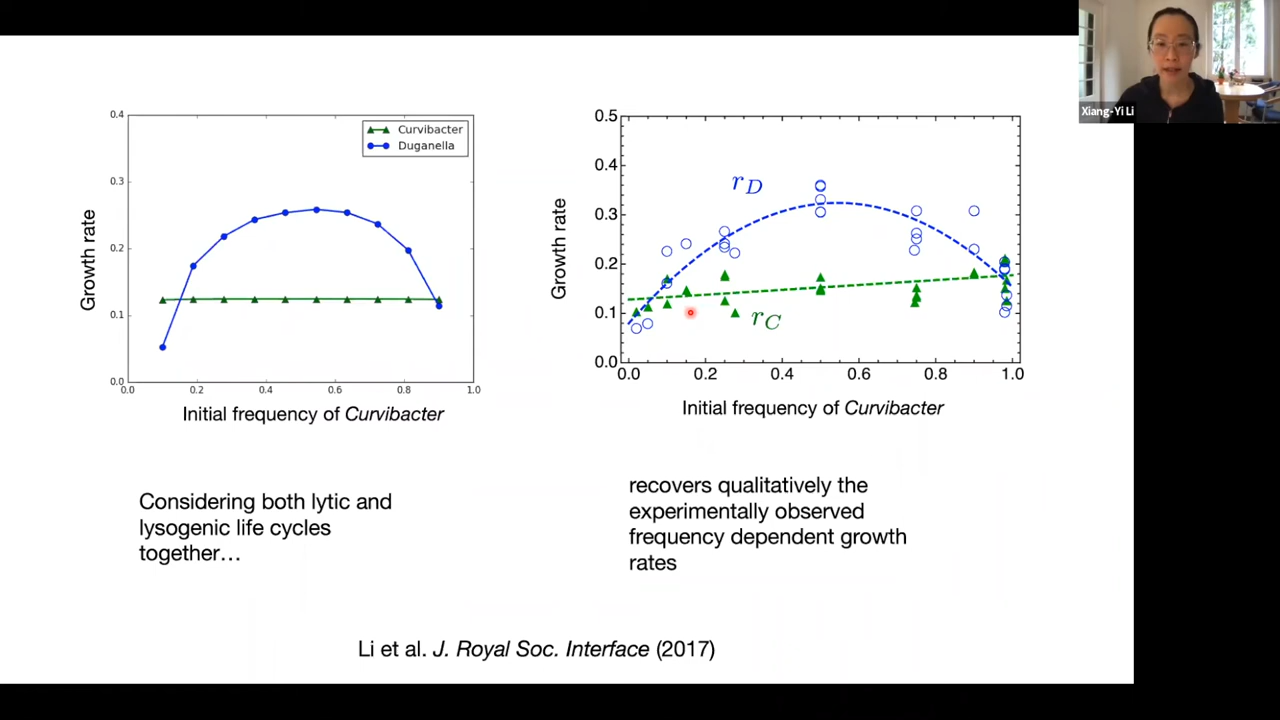 Xiang-Yi Li
0.4
0.3
0.2
0.1
0.0
0.0 0.2 0.4 0.6 0.8 1.0
Growth rate
Curvibacter
Duganella
Initial frequency of Curvibacter
0.5
0.4
0.3
0.2
0.1
0.0
0.0 0.2 0.4 0.6 0.8 1.0
Growth rate
r_D
r_C
Initial frequency of Curvibacter
Considering both lytic and
lysogenic life cycles
together…
recovers qualitatively the
experimentally observed
frequency dependent growth
rates
Li et al. J. Royal Soc. Interface (2017)